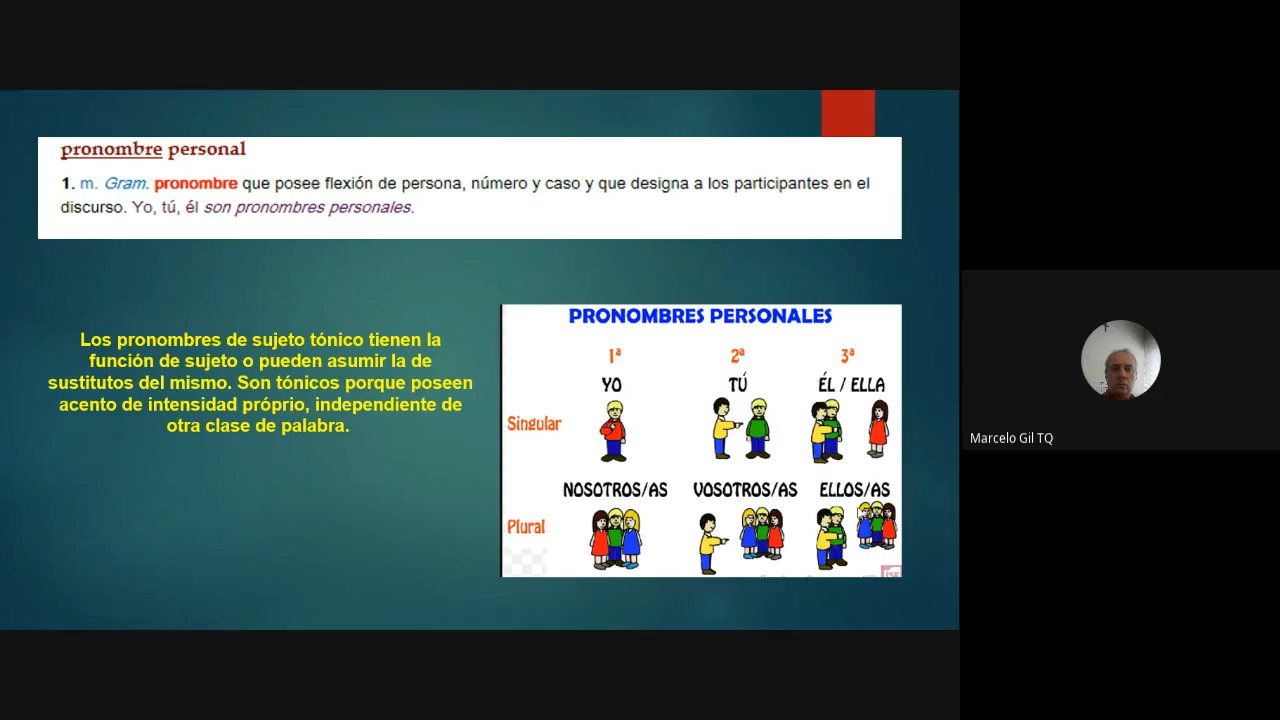 pronombre personal
1. m. Gram. pronombre que posee flexión de persona, número y caso y que designa a los participantes en el
discurso. Yo, tú, él son pronombres personales.
Los pronombres de sujeto tónico tienen la
función de sujeto o pueden asumir la de
sustitutos del mismo. Son tónicos porque poseen
acento de intensidad próprio, independiente de
otra clase de palabra.
PRONOMBRES PERSONALES
1ª 2ª 3ª
YO TÚ ÉL / ELLA
Singular
NOSOTROS/AS VOSOTROS/AS ELLOS/AS
Plural
Marcelo Gil TQ